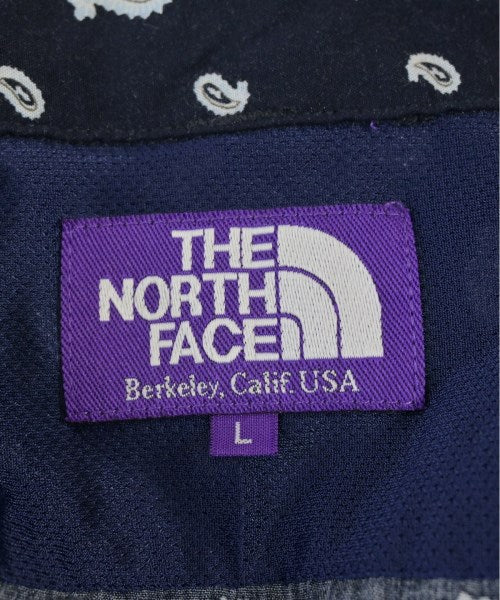 THE
NORTH
FACE
Berkeley, Calif. USA
L